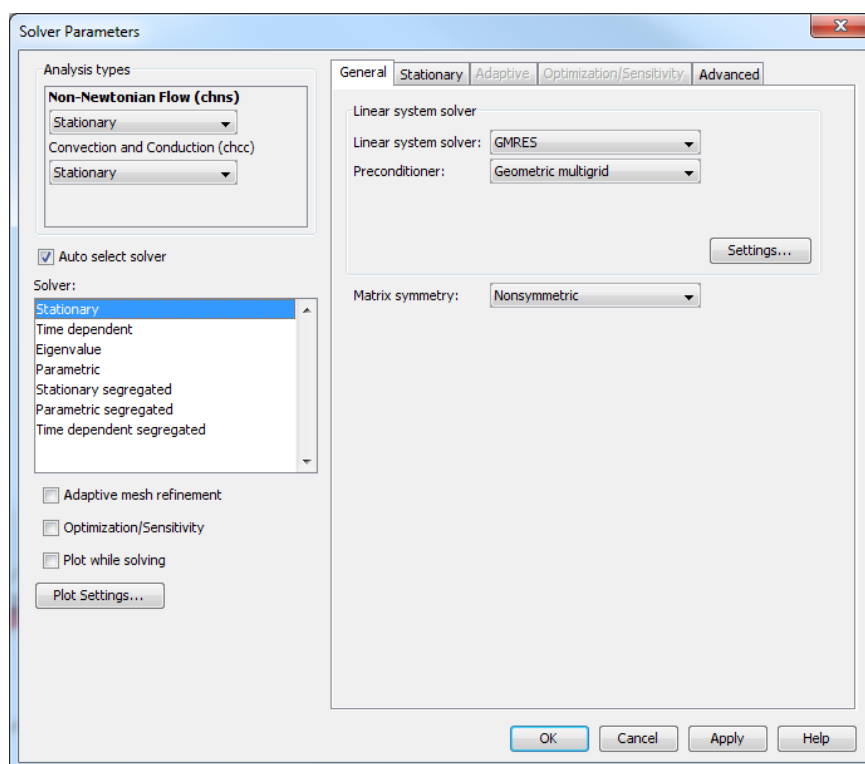 Solver Parameters
Analysis types
Non-Newtonian Flow (chns)
Stationary
Convection and Conduction (chcc)
Stationary
Auto select solver
Solver:
Stationary
Time dependent
Eigenvalue
Parametric
Stationary segregated
Parametric segregated
Time dependent segregated
Adaptive mesh refinement
Optimization/Sensitivity
Plot while solving
Plot Settings...
General Stationary Adaptive Optimization/Sensitivity Advanced
Linear system solver
Linear system solver: GMRES
Preconditioner: Geometric multigrid
Settings...
Matrix symmetry: Nonsymmetric
OK Cancel Apply Help